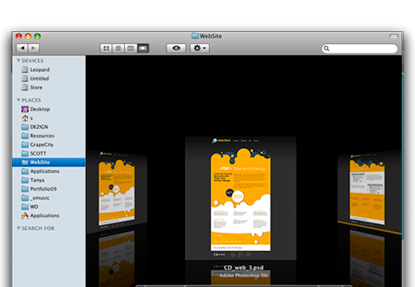 WebSite
DEVICES
Leopard
Untitled
Store
PLACES
Desktop
s
DEZIGN
Resources
GrapeCity
SCOTT
WebSite
Applications
Tanya
Portfolio09
_emusic
WD
Applications
SEARCH FOR
CD_web_3.psd
Adobe Photoshop file